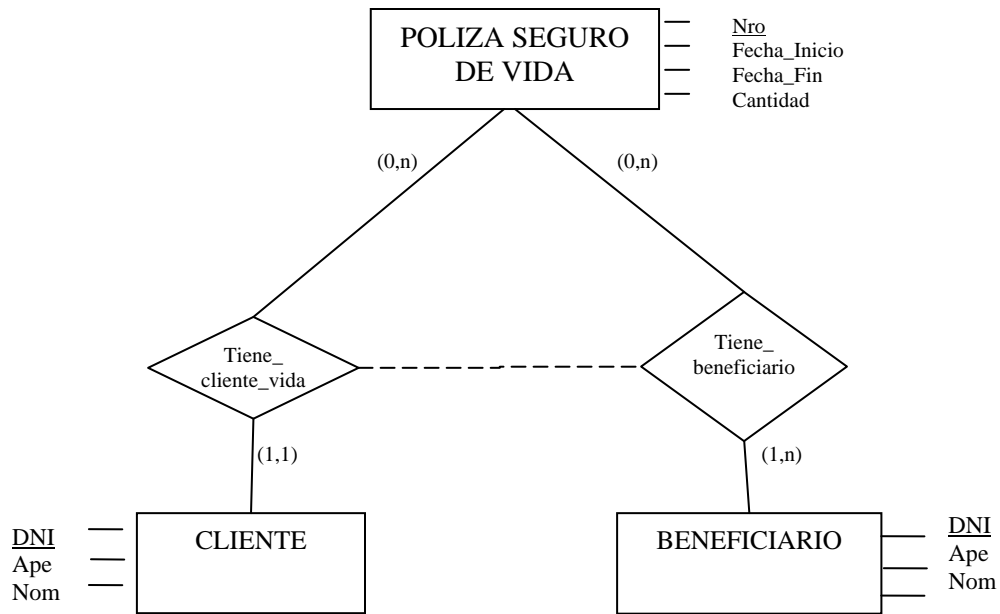 POLIZA SEGURO
DE VIDA
Nro
Fecha_Inicio
Fecha_Fin
Cantidad
(0,n)
(0,n)
Tiene_
cliente_vida
Tiene_
beneficiario
(1,1)
(1,n)
DNI
Ape
Nom
CLIENTE
BENEFICIARIO
DNI
Ape
Nom